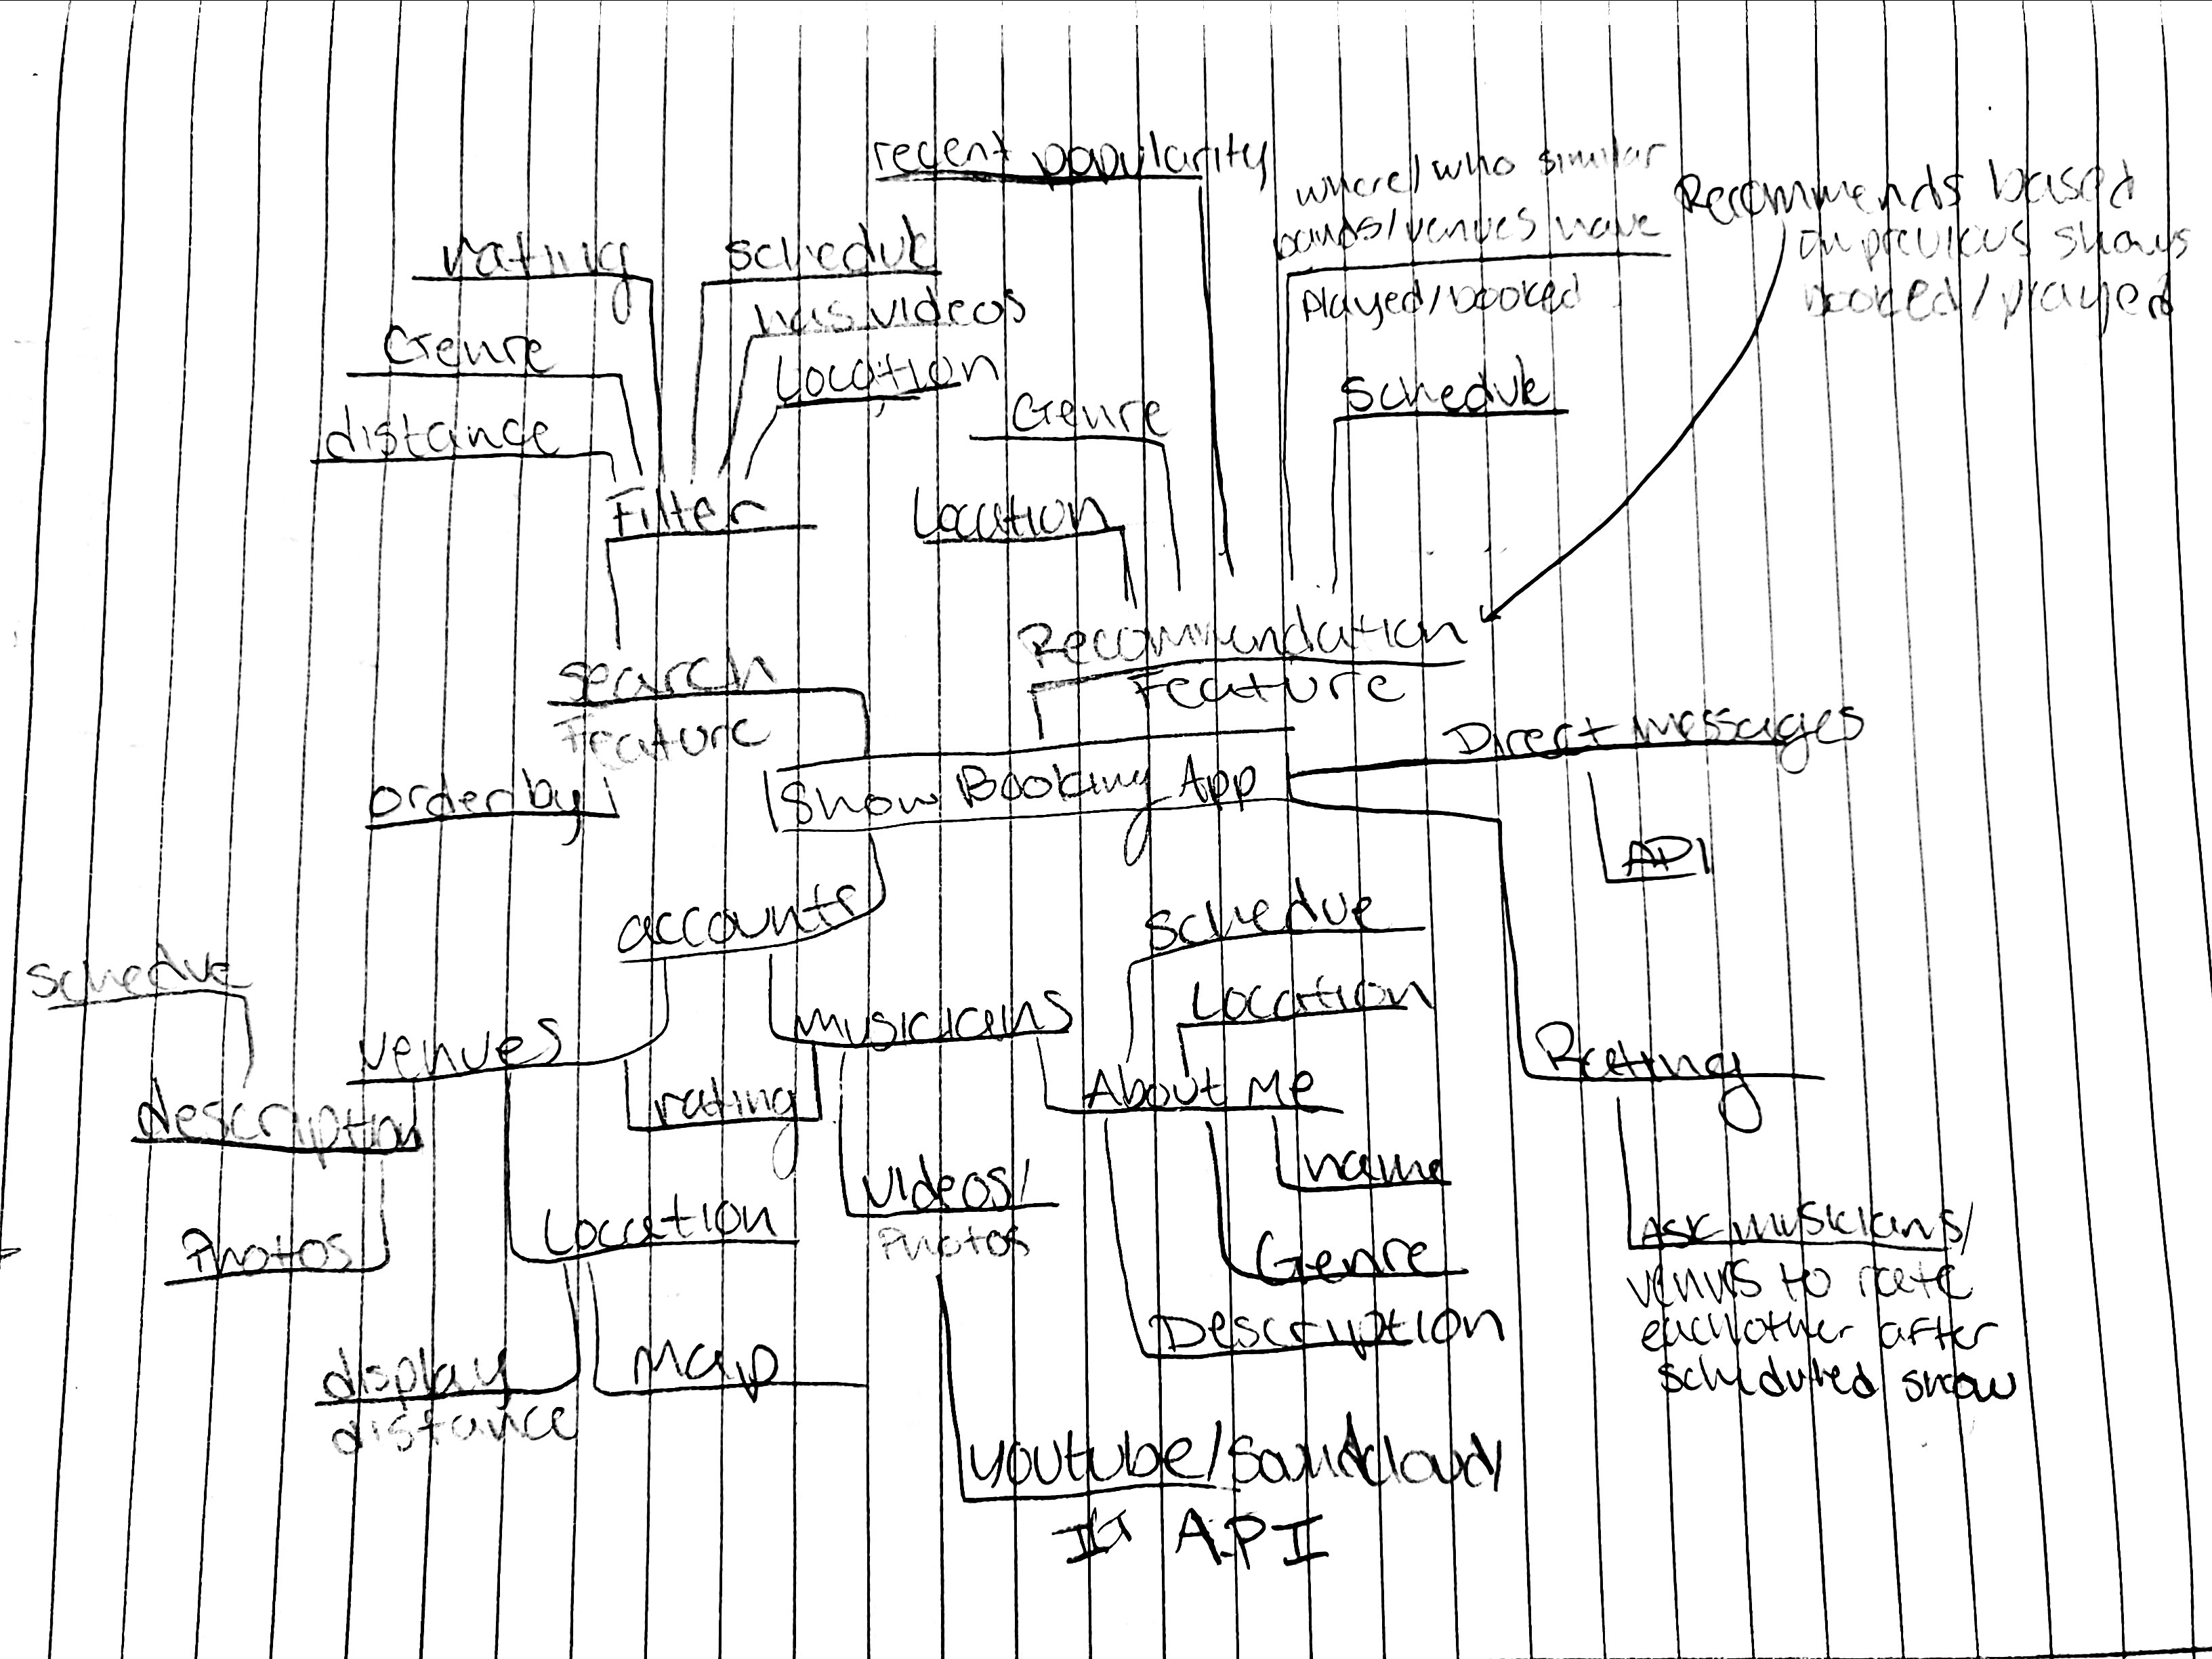 recent popularity
where/who similar
bands/venues have
played/booked
Recommends based
on previous shows
booked/played
rating
schedule
has videos
Genre
Location
distance
Genre
schedule
Filter
Location
Recommendation
Feature
search
Feature
Direct messages
order by
Show Booking App
API
accounts
schedule
schedule
Location
venues
musicians
Rating
description
rating
About Me
name
videos/
Photos
Location
Photos
Genre
Ask musicians/
venues to rate
eachother after
scheduled show
Description
display
distance
Map
youtube/Soundcloud/
IG API